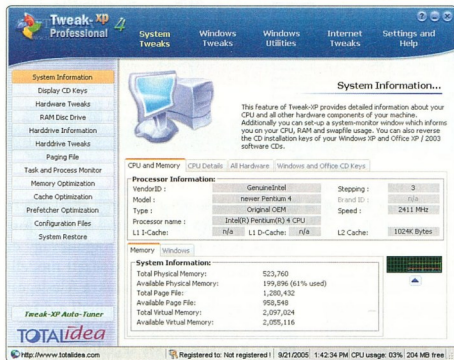 Tweak-XP 4
Professional
System Tweaks
Windows Tweaks
Windows Utilities
Internet Tweaks
Settings and Help
System Information
Display CD Keys
Hardware Tweaks
RAM Disc Drive
Harddrive Information
Harddrive Tweaks
Paging File
Task and Process Monitor
Memory Optimization
Cache Optimization
Prefetcher Optimization
Configuration Files
System Restore
Tweak-XP Auto-Tuner
TOTALidea
System Information...
This feature of Tweak-XP provides detailed information about your
CPU and all other hardware components of your machine.
Additionally you can set-up a system-monitor window which informs
you on your CPU, RAM and swapfile usage. You can also reverse
the CD installation keys of your Windows XP and Office XP / 2003
software CDs.
CPU and Memory CPU Details All Hardware Windows and Office CD Keys
Processor Information:
VendorID : GenuineIntel Stepping : 3
Model : newer Pentium 4 Brand ID : n/a
Type : Original OEM Speed : 2411 MHz
Processor name : Intel(R) Pentium(R) 4 CPU
L1 I-Cache: n/a L1 D-Cache: n/a L2 Cache: 1024K Bytes
Memory Windows
System Information:
Total Physical Memory: 523,760
Available Physical Memory: 199,896 (61% used)
Total Page File: 1,280,432
Available Page File: 958,548
Total Virtual Memory: 2,097,024
Available Virtual Memory: 2,055,116
http://www.totalidea.com Registered to: Not registered ! 9/21/2005 1:42:34 PM CPU usage: 03% 204 MB free